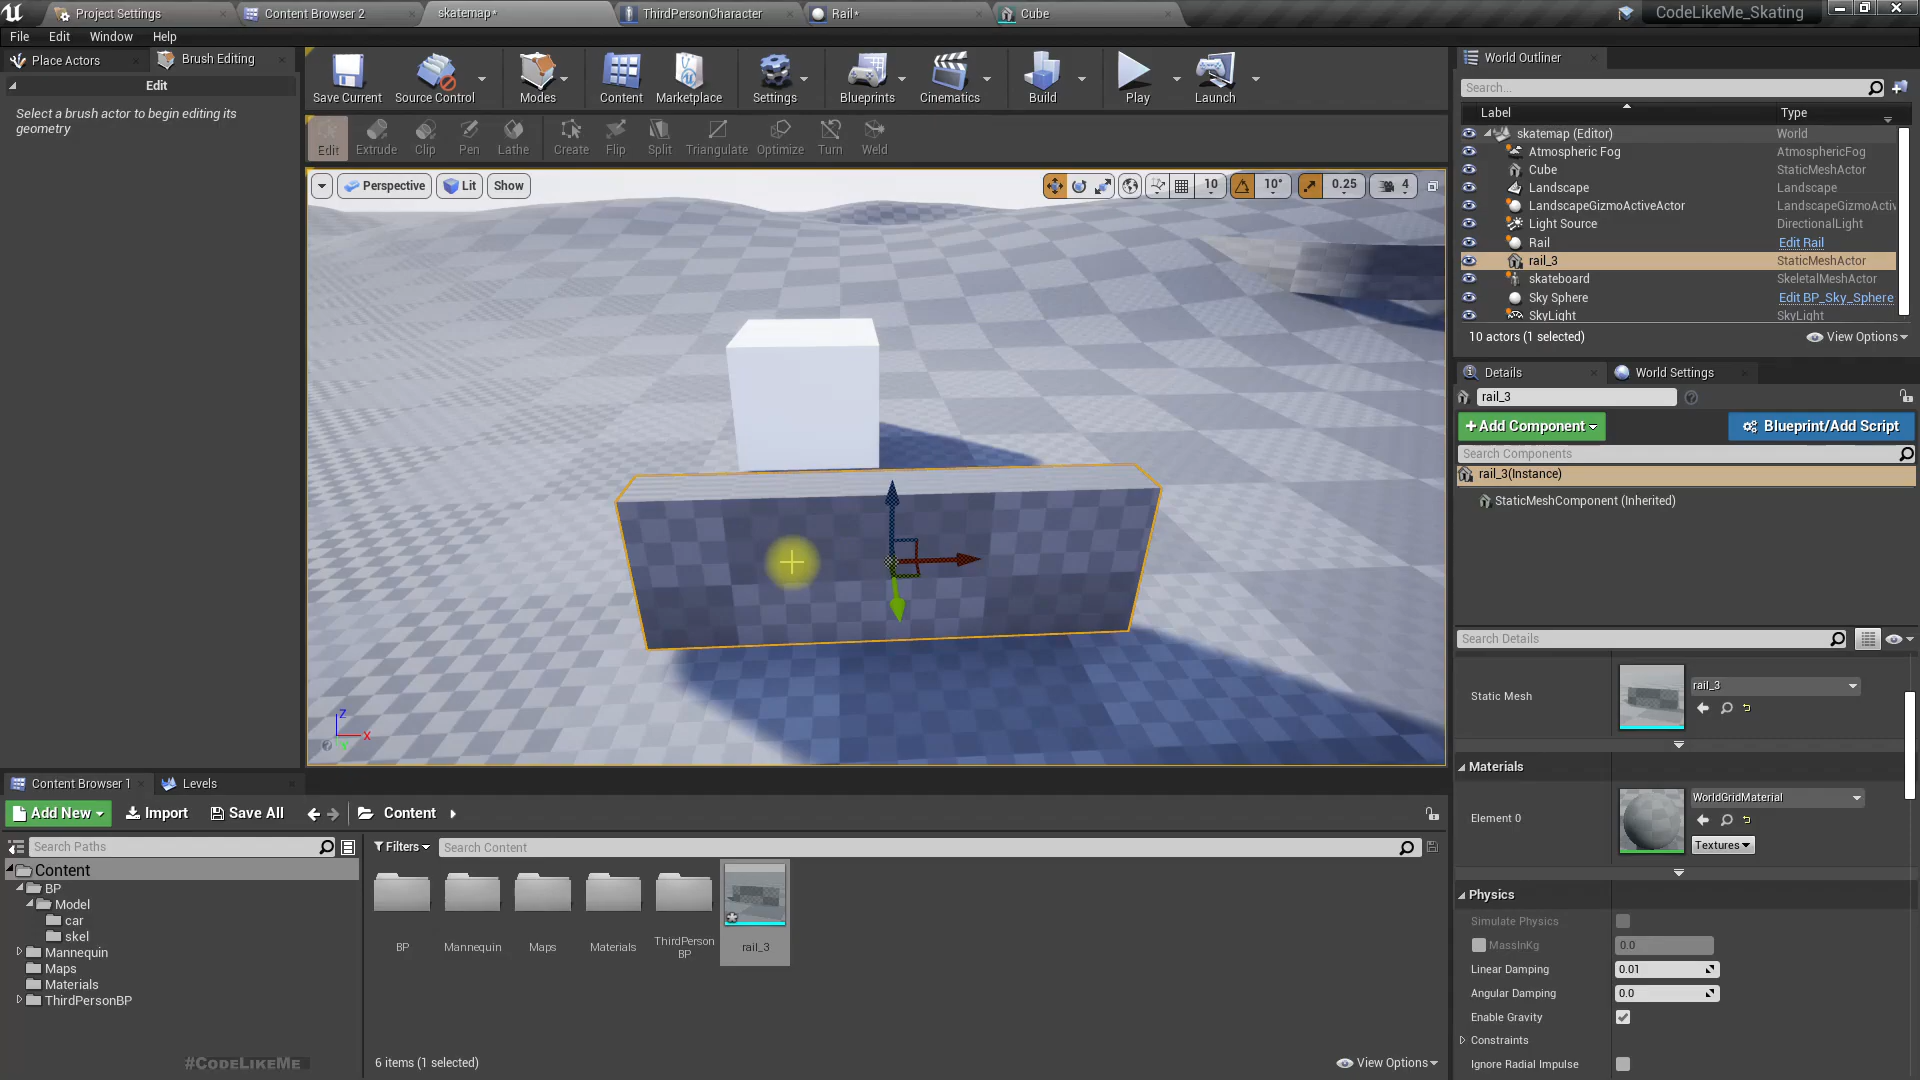 Project Settings
Content Browser 2
skatemap*
ThirdPersonCharacter
Rail*
Cube
CodeLikeMe_Skating
File
Edit
Window
Help
Place Actors
Brush Editing
Edit
Select a brush actor to begin editing its
geometry
Save Current
Source Control
Modes
Content
Marketplace
Settings
Blueprints
Cinematics
Build
Play
Launch
Edit
Extrude
Clip
Pen
Lathe
Create
Flip
Split
Triangulate
Optimize
Turn
Weld
Perspective
Lit
Show
10
10°
0.25
4
Z
X
World Outliner
Search...
Label
Type
skatemap (Editor)
World
Atmospheric Fog
AtmosphericFog
Cube
StaticMeshActor
Landscape
Landscape
LandscapeGizmoActiveActor
LandscapeGizmoActiv
Light Source
DirectionalLight
Rail
Edit Rail
rail_3
StaticMeshActor
skateboard
SkeletalMeshActor
Sky Sphere
Edit BP_Sky_Sphere
SkyLight
SkyLight
10 actors (1 selected)
View Options
Details
World Settings
rail_3
+Add Component
Blueprint/Add Script
Search Components
rail_3(Instance)
StaticMeshComponent (Inherited)
Search Details
Static Mesh
rail_3
Materials
Element 0
WorldGridMaterial
Textures
Physics
Simulate Physics
MassInKg
0.0
Linear Damping
0.01
Angular Damping
0.0
Enable Gravity
Constraints
Ignore Radial Impulse
Content Browser 1
Levels
Add New
Import
Save All
Content
Search Paths
Filters
Search Content
Content
BP
Model
car
skel
Mannequin
Maps
Materials
ThirdPersonBP
BP
Mannequin
Maps
Materials
ThirdPerson
BP
rail_3
6 items (1 selected)
View Options
#CodeLikeMe